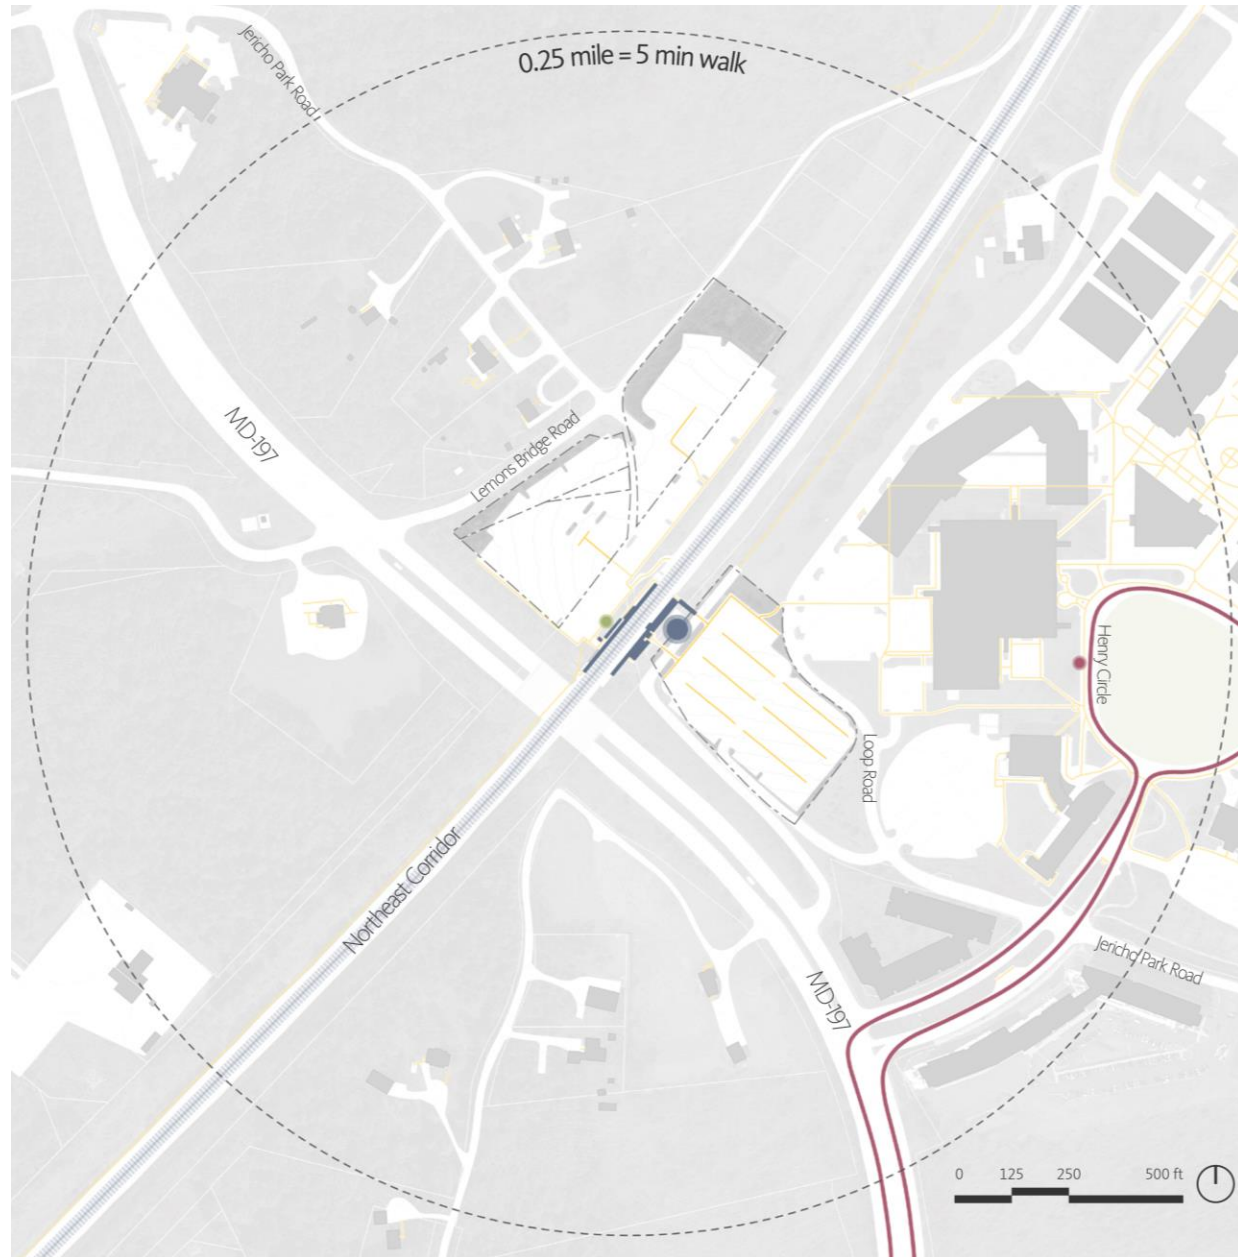 0.25 mile = 5 min walk
Jericho Park Road
MD-197
Lemons Bridge Road
Henry Circle
Loop Road
Northeast Corridor
Jericho Park Road
MD-197
0 125 250 500 ft